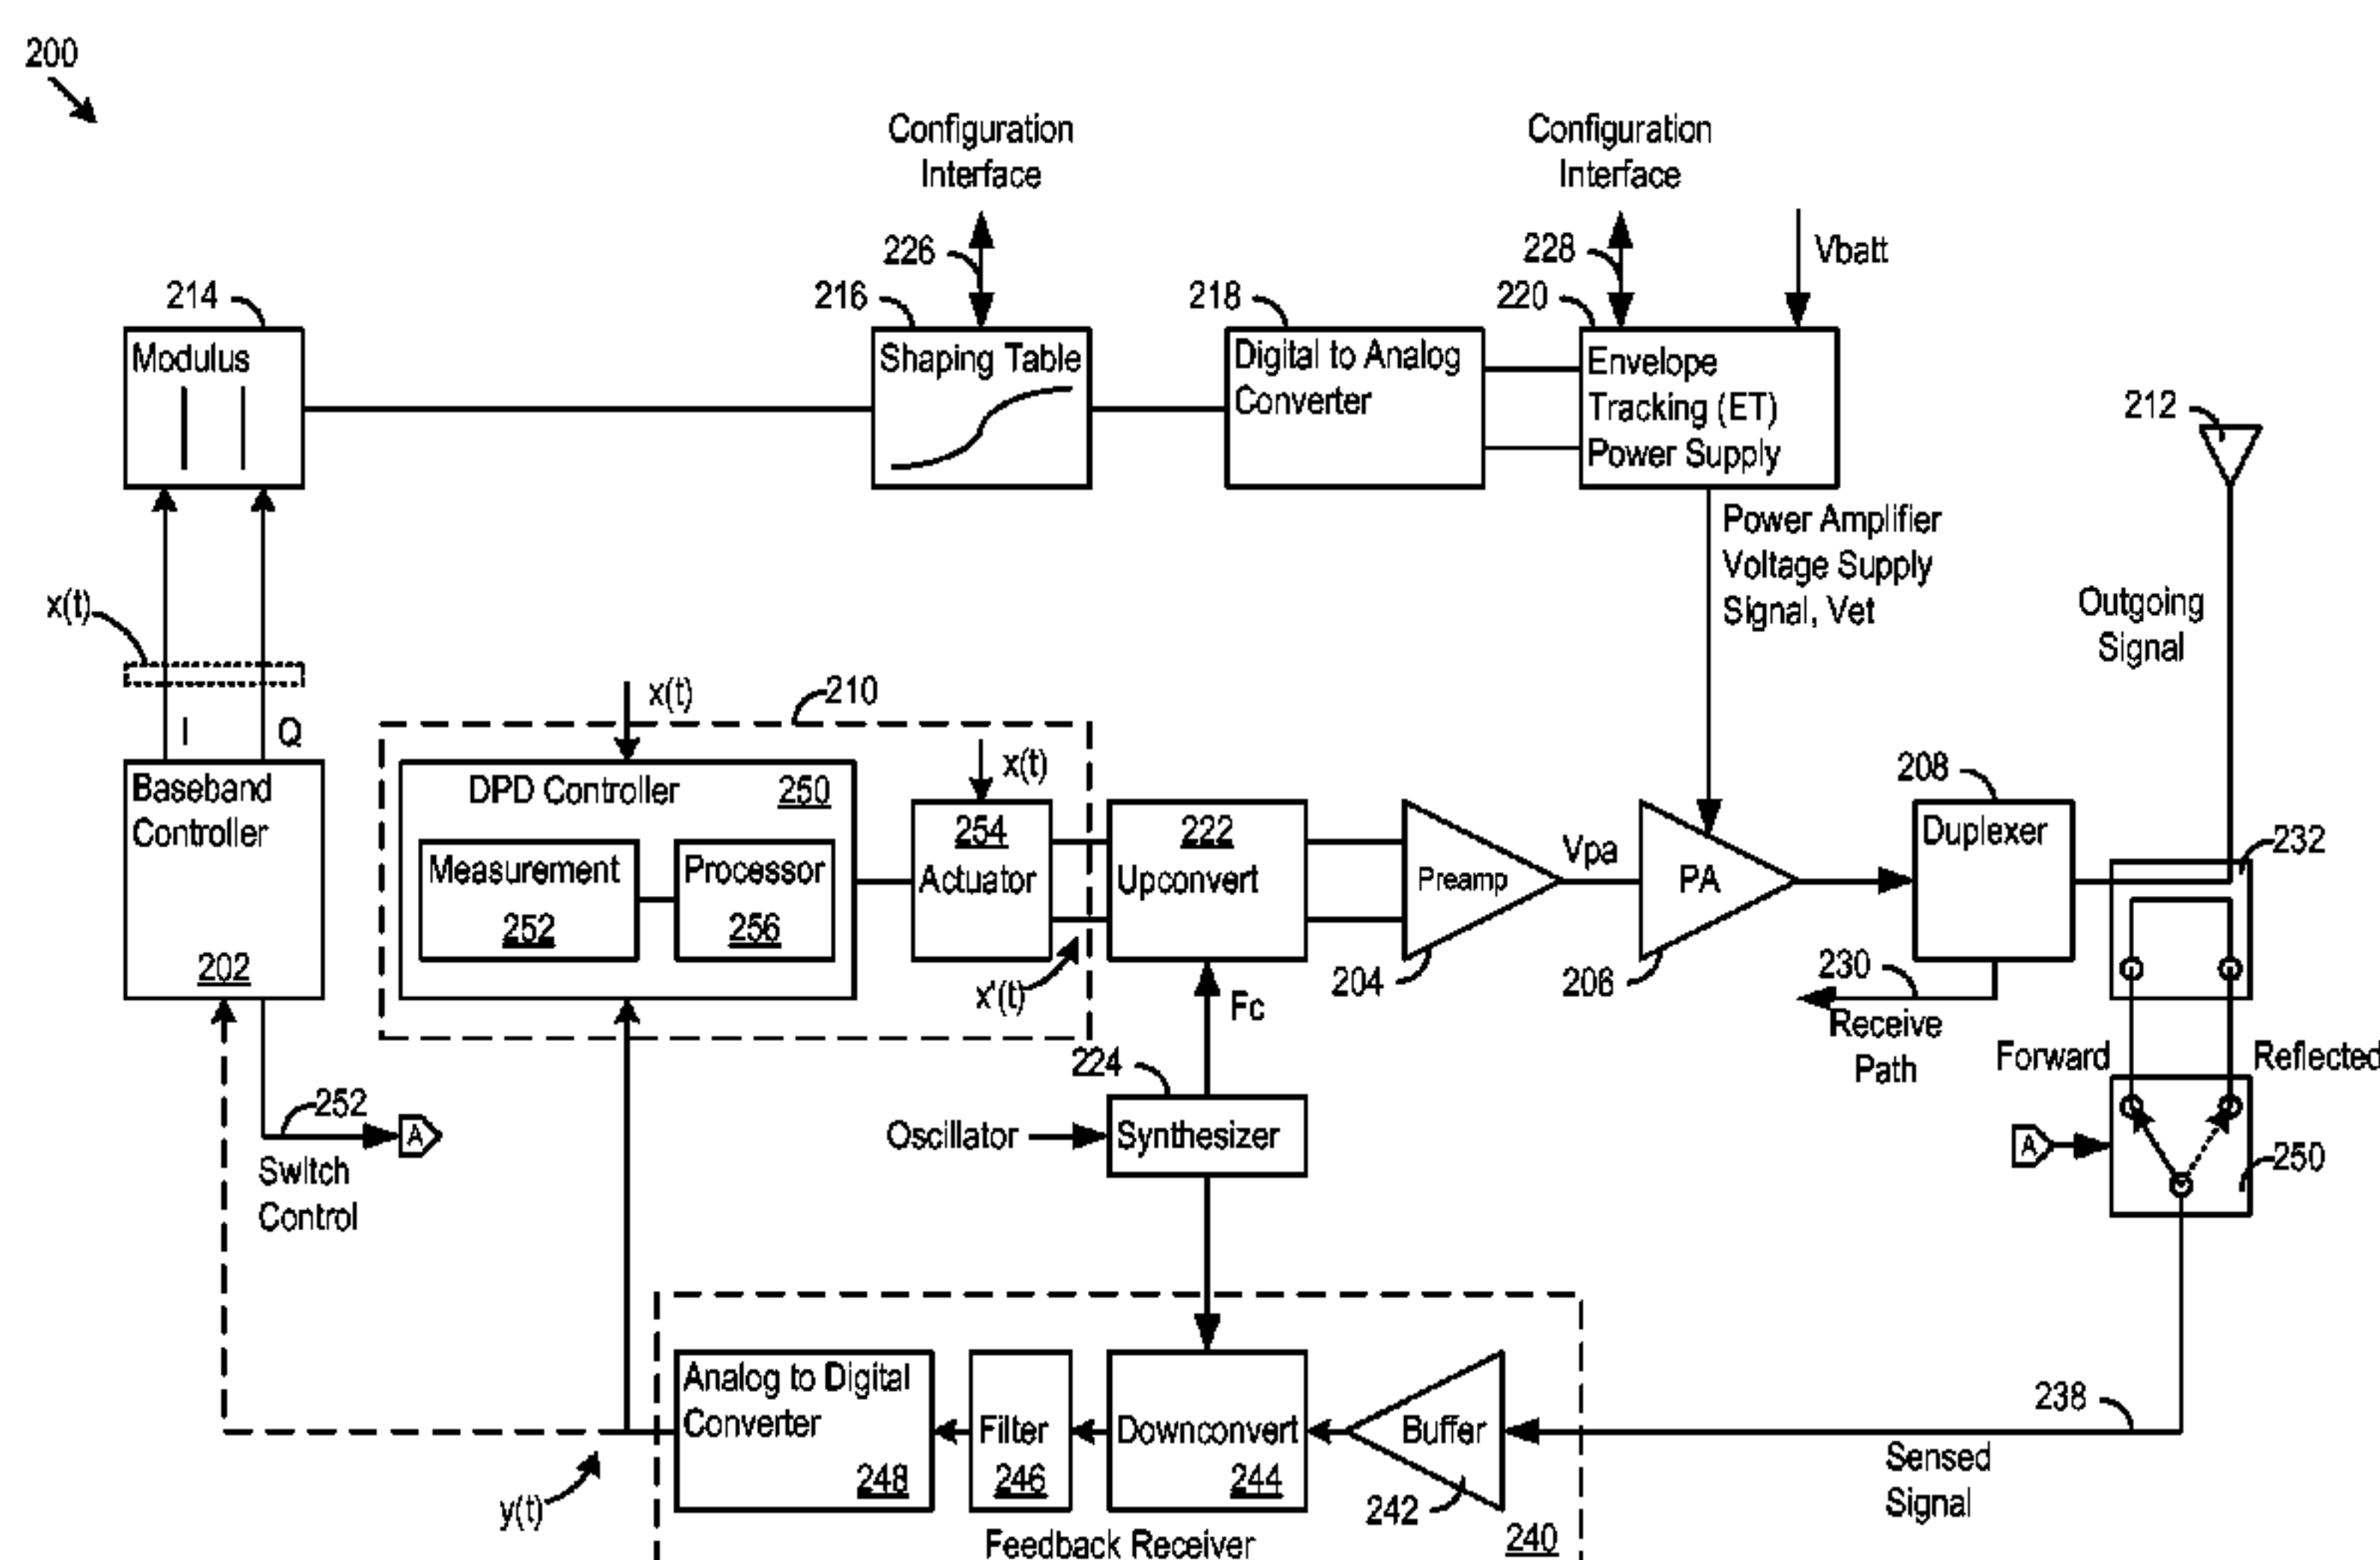 200
Configuration
Interface
Configuration
Interface
226
228
Vbatt
214
216
218
220
Modulus
Shaping Table
Digital to Analog
Converter
Envelope
Tracking (ET)
Power Supply
212
Power Amplifier
Voltage Supply
Signal, Vet
Outgoing
Signal
x(t)
I
Q
x(t)
210
x(t)
Baseband
Controller
202
DPD Controller
250
Measurement
252
Processor
256
254
Actuator
222
Upconvert
Preamp
204
Vpa
PA
206
208
Duplexer
232
x'(t)
Fc
230
Receive
Path
Forward
Reflected
224
252
A
Switch
Control
Oscillator
Synthesizer
A
250
Analog to Digital
Converter
248
Filter
246
Downconvert
244
Buffer
242
238
Sensed
Signal
y(t)
Feedback Receiver
240